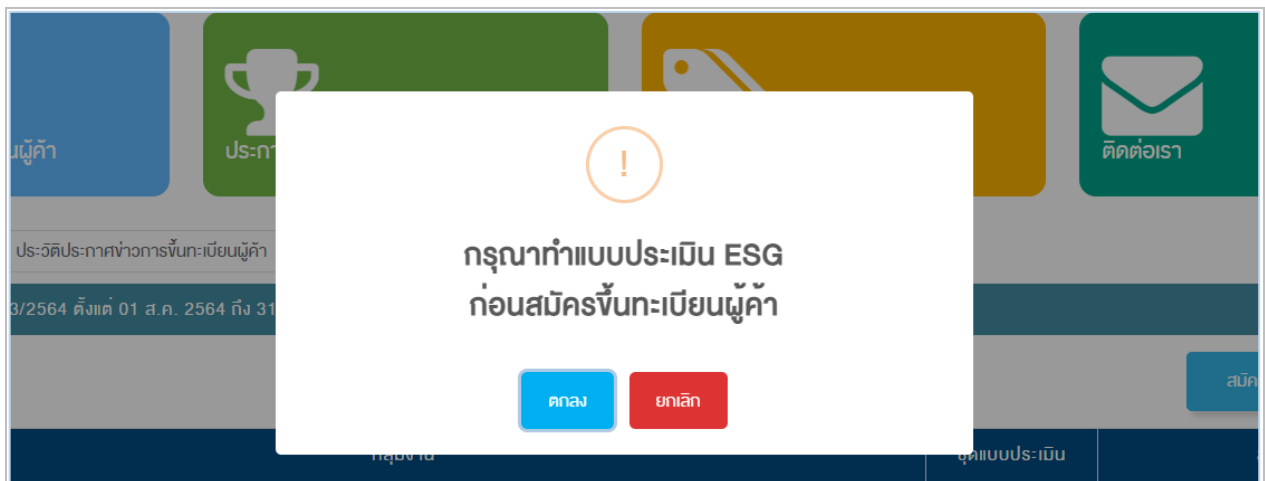 นผู้ค้า
ประกา
ติดต่อเรา
!
กรุณาทำแบบประเมิน ESG
ก่อนสมัครขึ้นทะเบียนผู้ค้า
ประวัติประกาศข่าวการขึ้นทะเบียนผู้ค้า
3/2564 ตั้งแต่ 01 ส.ค. 2564 ถึง 31
ตกลง
ยกเลิก
สมัค
กลุ่มงาน
ชุดแบบประเมิน